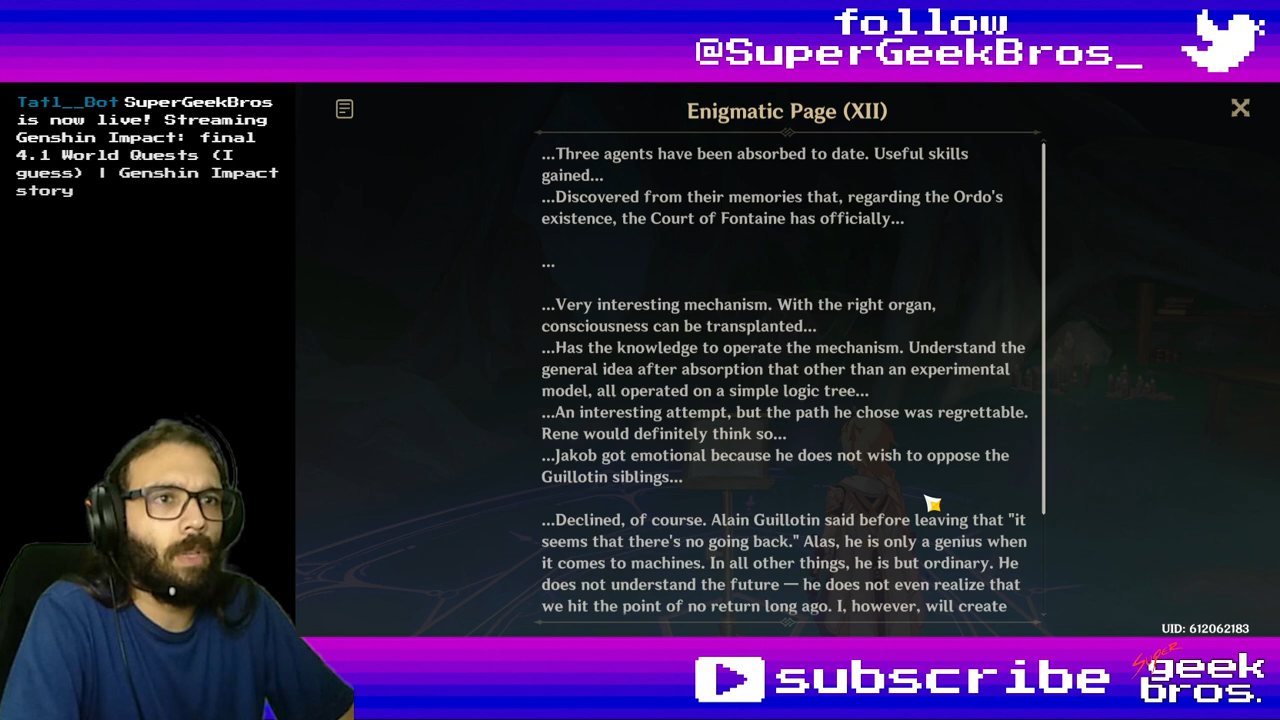 follow
@SuperGeekBros_
Tatl__Bot SuperGeekBros
is now live! Streaming
Genshin Impact: final
4.1 World Quests (I
guess) | Genshin Impact
story
Enigmatic Page (XII)
...Three agents have been absorbed to date. Useful skills
gained...
...Discovered from their memories that, regarding the Ordo's
existence, the Court of Fontaine has officially...
...
...Very interesting mechanism. With the right organ,
consciousness can be transplanted...
...Has the knowledge to operate the mechanism. Understand the
general idea after absorption that other than an experimental
model, all operated on a simple logic tree...
...An interesting attempt, but the path he chose was regrettable.
Rene would definitely think so...
...Jakob got emotional because he does not wish to oppose the
Guillotin siblings...
...Declined, of course. Alain Guillotin said before leaving that "it
seems that there's no going back." Alas, he is only a genius when
it comes to machines. In all other things, he is but ordinary. He
does not understand the future — he does not even realize that
we hit the point of no return long ago. I, however, will create
UID: 612062183
subscribe
SUPER
geek
bros.